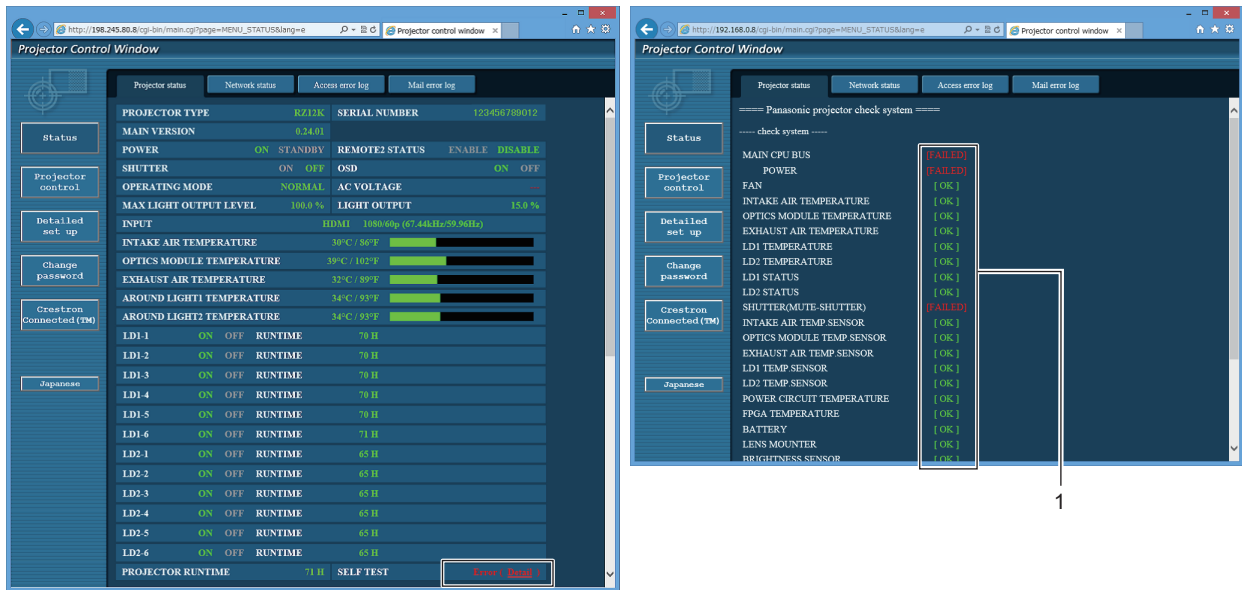 http://198.245.80.8/cgi-bin/main.cgi?page=MENU_STATUS&lang=e
Projector control window
Projector Control Window
Projector status Network status Access error log Mail error log
Status
Projector control
Detailed set up
Change password
Crestron Connected(TM)
Japanese
PROJECTOR TYPE RZ12K SERIAL NUMBER 123456789012
MAIN VERSION 0.24.01
POWER ON STANDBY REMOTE2 STATUS ENABLE DISABLE
SHUTTER ON OFF OSD ON OFF
OPERATING MODE NORMAL AC VOLTAGE
MAX LIGHT OUTPUT LEVEL 100.0 % LIGHT OUTPUT 15.0 %
INPUT HDMI 1080/60p (67.44kHz/59.96Hz)
INTAKE AIR TEMPERATURE 30°C / 86°F
OPTICS MODULE TEMPERATURE 39°C / 102°F
EXHAUST AIR TEMPERATURE 32°C / 89°F
AROUND LIGHT1 TEMPERATURE 34°C / 93°F
AROUND LIGHT2 TEMPERATURE 34°C / 93°F
LD1-1 ON OFF RUNTIME 70 H
LD1-2 ON OFF RUNTIME 70 H
LD1-3 ON OFF RUNTIME 70 H
LD1-4 ON OFF RUNTIME 70 H
LD1-5 ON OFF RUNTIME 70 H
LD1-6 ON OFF RUNTIME 71 H
LD2-1 ON OFF RUNTIME 65 H
LD2-2 ON OFF RUNTIME 65 H
LD2-3 ON OFF RUNTIME 65 H
LD2-4 ON OFF RUNTIME 65 H
LD2-5 ON OFF RUNTIME 65 H
LD2-6 ON OFF RUNTIME 65 H
PROJECTOR RUNTIME 71 H SELF TEST Error ( Detail )
http://192.168.0.8/cgi-bin/main.cgi?page=MENU_STATUS&lang=e
Projector control window
Projector Control Window
Projector status Network status Access error log Mail error log
Status
Projector control
Detailed set up
Change password
Crestron Connected(TM)
Japanese
==== Panasonic projector check system ====
----- check system -----
MAIN CPU BUS [FAILED]
POWER [FAILED]
FAN [ OK ]
INTAKE AIR TEMPERATURE [ OK ]
OPTICS MODULE TEMPERATURE [ OK ]
EXHAUST AIR TEMPERATURE [ OK ]
LD1 TEMPERATURE [ OK ]
LD2 TEMPERATURE [ OK ]
LD1 STATUS [ OK ]
LD2 STATUS [ OK ]
SHUTTER(MUTE-SHUTTER) [FAILED]
INTAKE AIR TEMP.SENSOR [ OK ]
OPTICS MODULE TEMP.SENSOR [ OK ]
EXHAUST AIR TEMP.SENSOR [ OK ]
LD1 TEMP.SENSOR [ OK ]
LD2 TEMP.SENSOR [ OK ]
POWER CIRCUIT TEMPERATURE [ OK ]
FPGA TEMPERATURE [ OK ]
BATTERY [ OK ]
LENS MOUNTER [ OK ]
BRIGHTNESS SENSOR [ OK ]
1